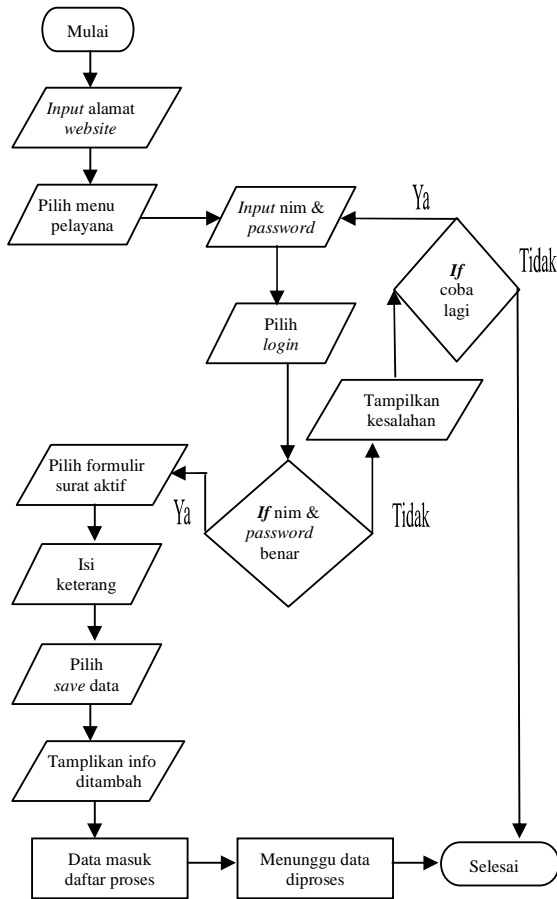 Mulai
Input alamat
website
Pilih menu
pelayana
Input nim &
password
Ya
If
coba
lagi
Tidak
Pilih
login
Tampilkan
kesalahan
Pilih formulir
surat aktif
Ya
If nim &
password
benar
Tidak
Isi
keterang
Pilih
save data
Tamplikan info
ditambah
Data masuk
daftar proses
Menunggu data
diproses
Selesai